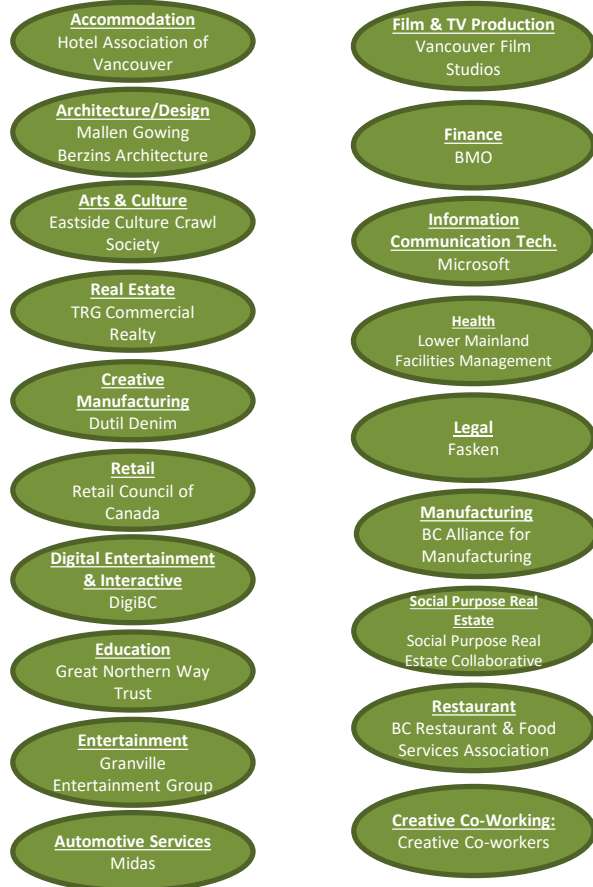 Accommodation
Hotel Association of
Vancouver
Architecture/Design
Mallen Gowing
Berzins Architecture
Arts & Culture
Eastside Culture Crawl
Society
Real Estate
TRG Commercial
Realty
Creative
Manufacturing
Dutil Denim
Retail
Retail Council of
Canada
Digital Entertainment
& Interactive
DigiBC
Education
Great Northern Way
Trust
Entertainment
Granville
Entertainment Group
Automotive Services
Midas
Film & TV Production
Vancouver Film
Studios
Finance
BMO
Information
Communication Tech.
Microsoft
Health
Lower Mainland
Facilities Management
Legal
Fasken
Manufacturing
BC Alliance for
Manufacturing
Social Purpose Real
Estate
Social Purpose Real
Estate Collaborative
Restaurant
BC Restaurant & Food
Services Association
Creative Co-Working:
Creative Co-workers